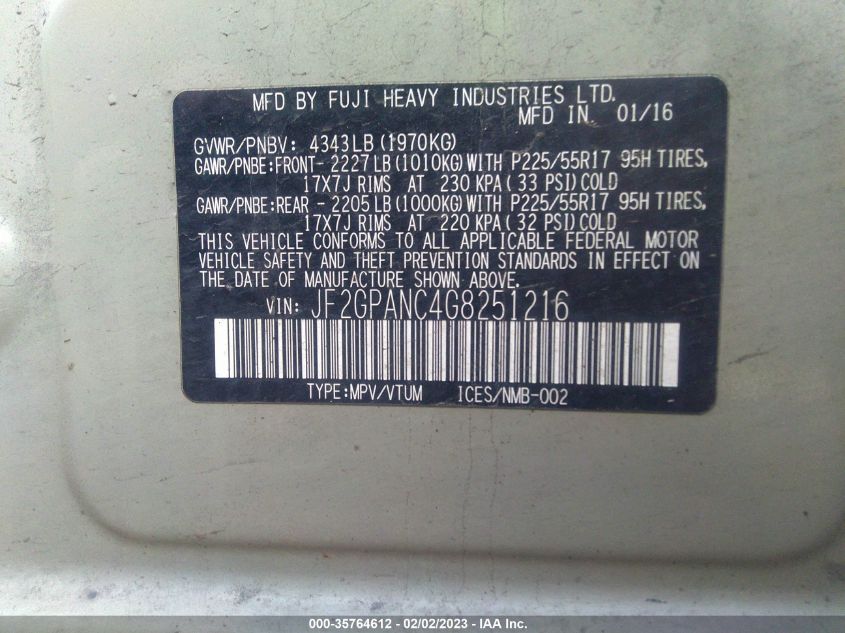 MFD BY FUJI HEAVY INDUSTRIES LTD.
MFD IN 01/16
GVWR/PNBV: 4343LB (1970KG)
GAWR/PNBE:FRONT- 2227LB (1010KG) WITH P225/55R17 95H TIRES,
17X7J RIMS AT 230 KPA ( 33 PSI) COLD
GAWR/PNBE:REAR - 2205LB (1000KG) WITH P225/55R17 95H TIRES,
17X7J RIMS AT 220 KPA ( 32 PSI) COLD
THIS VEHICLE CONFORMS TO ALL APPLICABLE FEDERAL MOTOR
VEHICLE SAFETY AND THEFT PREVENTION STANDARDS IN EFFECT ON
THE DATE OF MANUFACTURE SHOWN ABOVE.
VIN: JF2GPANC4G8251216
TYPE:MPV/VTUM ICES/NMB-002
000-35764612 - 02/02/2023 - IAA Inc.